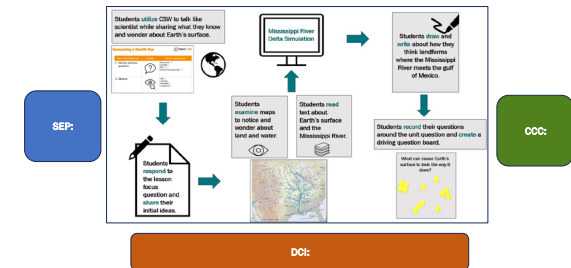 Students utilize CSW to talk like
scientist while sharing what they know
and wonder about Earth's surface.
Mississippi River
Delta Simulation
Students draw and
write about how they
think landforms
where the Mississippi
River meets the gulf
of Mexico.
SEP:
Students
examine maps
to notice and
wonder about
land and water.
Students read
text about
Earth's surface
and the
Mississippi River.
Students record their questions
around the unit question and create a
driving question board.
CCC:
Students
respond to
the lesson
focus
question and
share their
initial ideas.
What can cause Earth's
surface to look the way it
does?
DCI: